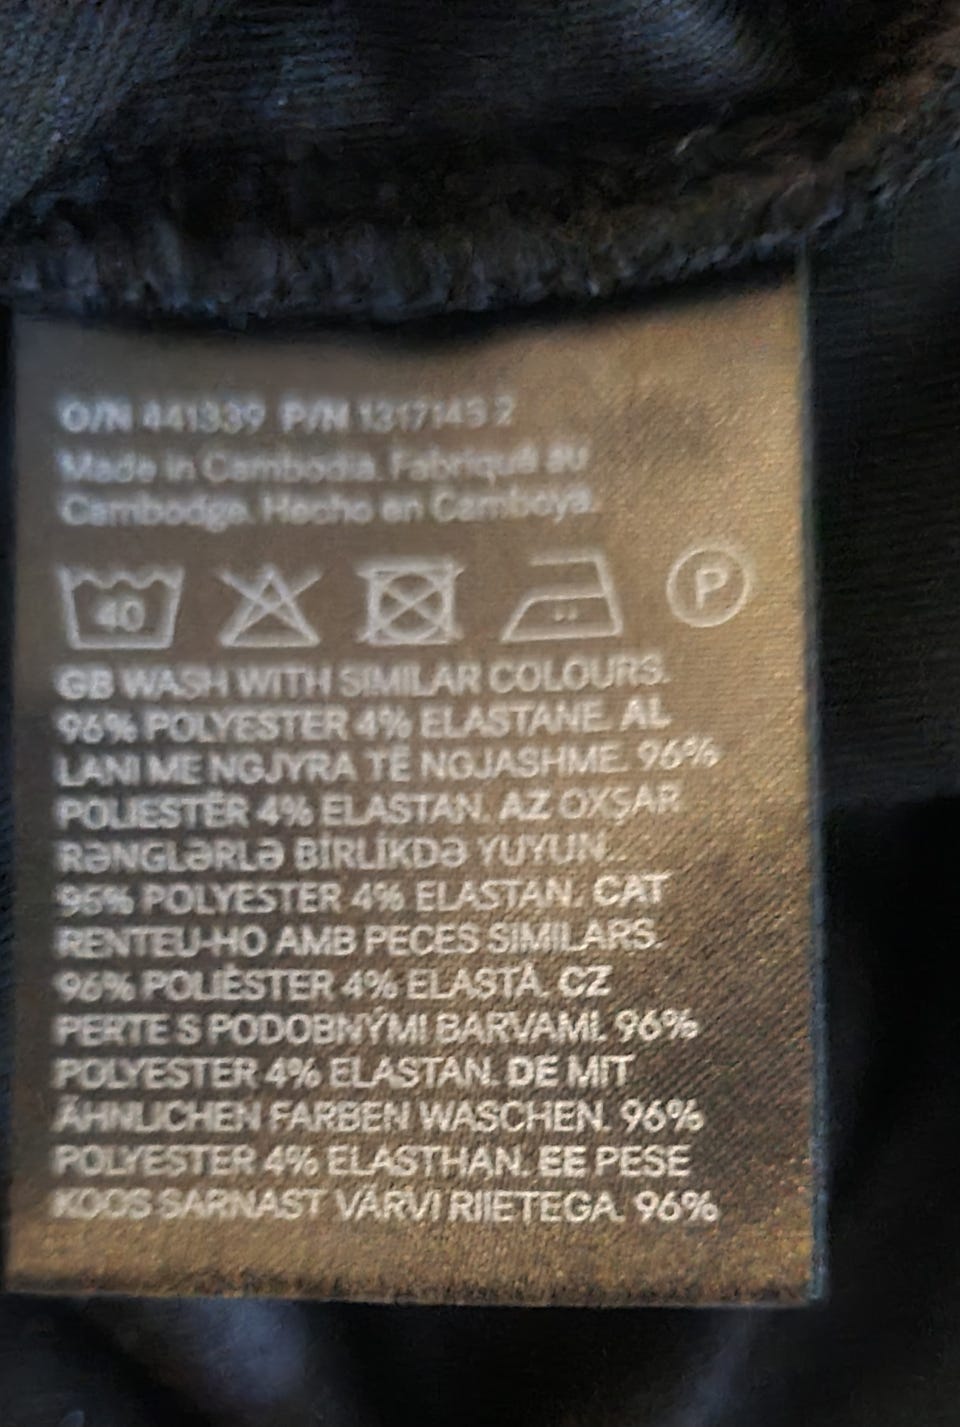 O/N 441339 P/N 1317143 2
Made in Cambodia. Fabriqué au
Cambodge. Hecho en Camboya.
40 P
GB WASH WITH SIMILAR COLOURS.
96% POLYESTER 4% ELASTANE. AL
LANI ME NGJYRA TË NGJASHME. 96%
POLIESTËR 4% ELASTAN. AZ OXŞAR
RƏNGLƏRLƏ BİRLİKDƏ YUYUN..
96% POLYESTER 4% ELASTAN. CAT
RENTEU-HO AMB PECES SIMILARS.
96% POLIÈSTER 4% ELASTÀ. CZ
PERTE S PODOBNÝMI BARVAMI. 96%
POLYESTER 4% ELASTAN. DE MIT
ÄHNLICHEN FARBEN WASCHEN. 96%
POLYESTER 4% ELASTHAN. EE PESE
KOOS SARNAST VÄRVI RIIETEGA. 96%